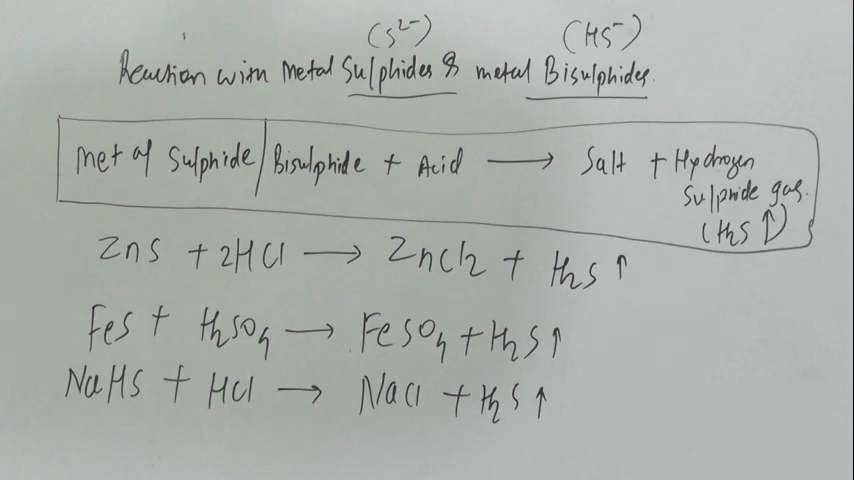 (S²⁻) (HS⁻)
Reaction with Metal Sulphides & metal Bisulphides.
Metal Sulphide/Bisulphide + Acid ⟶ Salt + Hydrogen
Sulphide gas.
(H₂S ↑)
ZnS + 2HCl ⟶ ZnCl₂ + H₂S ↑
FeS + H₂SO₄ ⟶ FeSO₄ + H₂S ↑
NaHS + HCl ⟶ NaCl + H₂S ↑